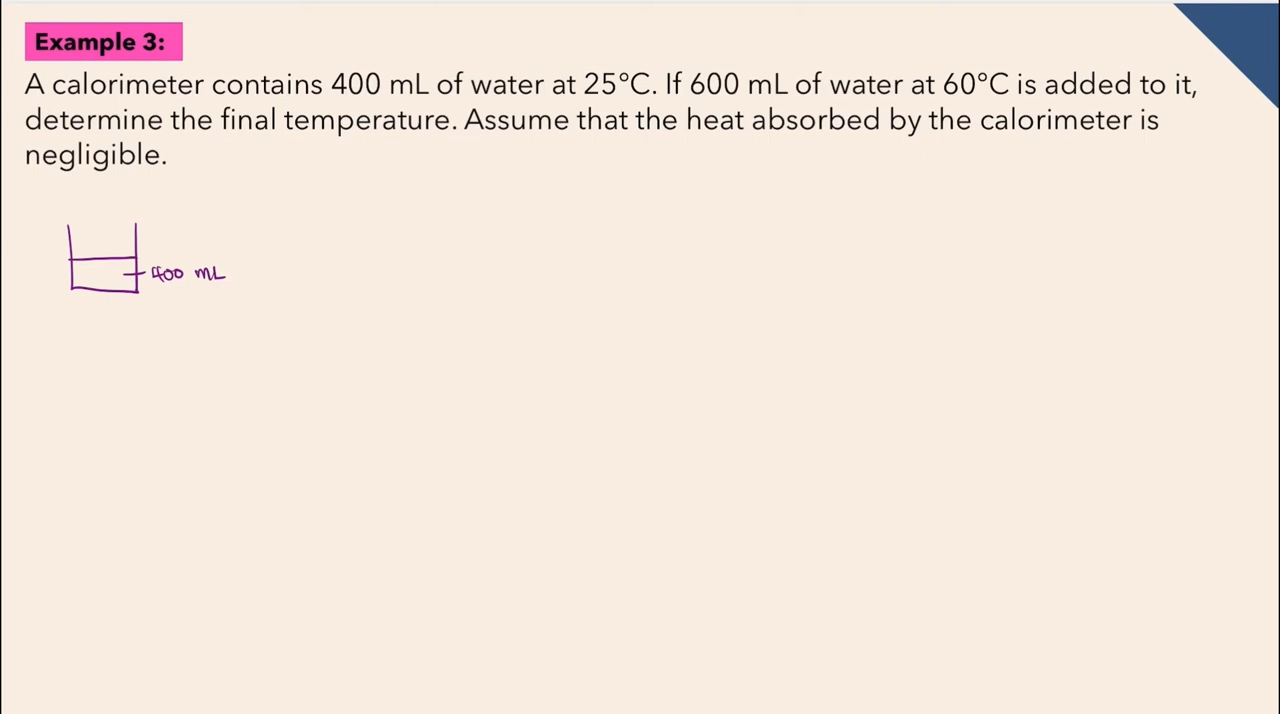 Example 3:
A calorimeter contains 400 mL of water at 25°C. If 600 mL of water at 60°C is added to it,
determine the final temperature. Assume that the heat absorbed by the calorimeter is
negligible.
400 mL